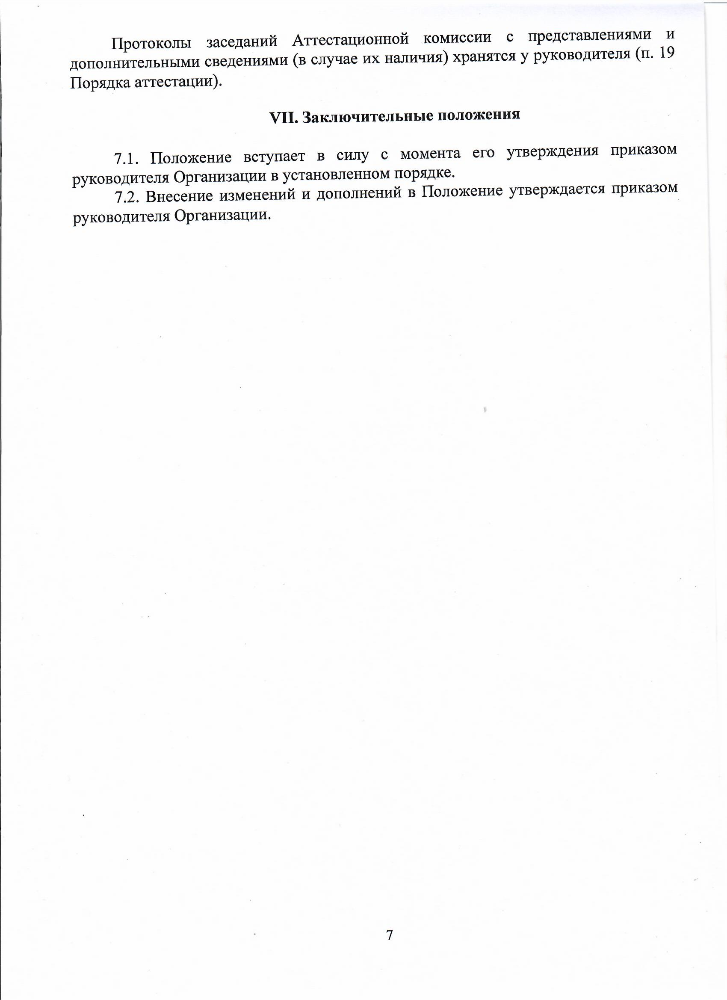 Протоколы заседаний Аттестационной комиссии с представлениями и
дополнительными сведениями (в случае их наличия) хранятся у руководителя (п. 19
Порядка аттестации).
VII. Заключительные положения
7.1. Положение вступает в силу с момента его утверждения приказом
руководителя Организации в установленном порядке.
7.2. Внесение изменений и дополнений в Положение утверждается приказом
руководителя Организации.
7